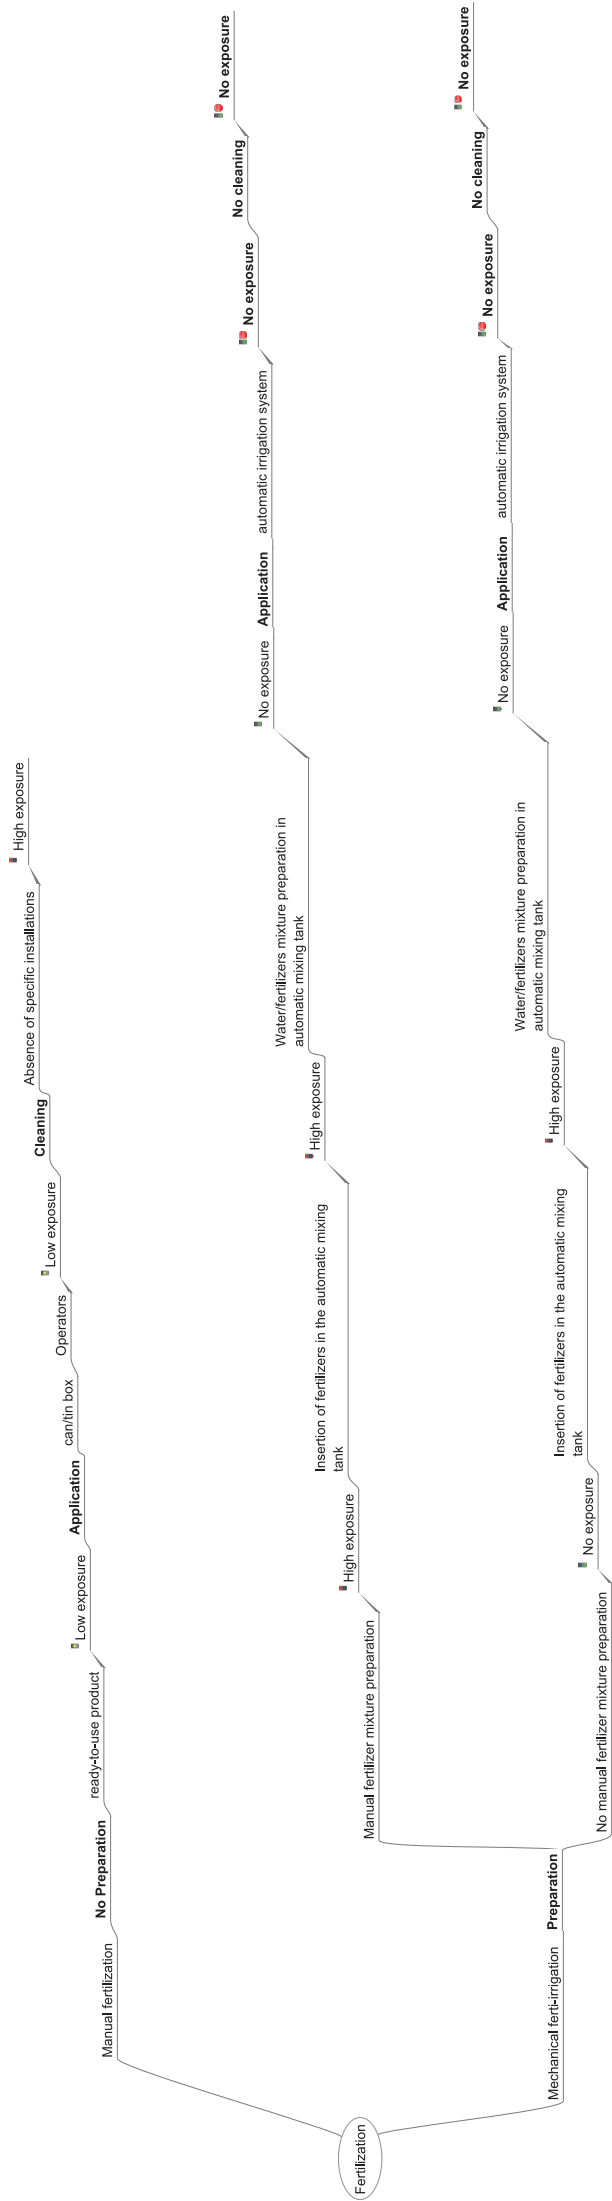 Fertilization
Manual fertilization
No Preparation
ready-to-use product
Low exposure
Application
can/tin box
Operators
Low exposure
Cleaning
Absence of specific installations
High exposure
Mechanical ferti-irrigation
Preparation
Manual fertilizer mixture preparation
High exposure
Insertion of fertilizers in the automatic mixing
tank
High exposure
Water/fertilizers mixture preparation in
automatic mixing tank
No exposure
Application
automatic irrigation system
No exposure
No cleaning
No exposure
No manual fertilizer mixture preparation
No exposure
Insertion of fertilizers in the automatic mixing
tank
High exposure
Water/fertilizers mixture preparation in
automatic mixing tank
No exposure
Application
automatic irrigation system
No exposure
No cleaning
No exposure